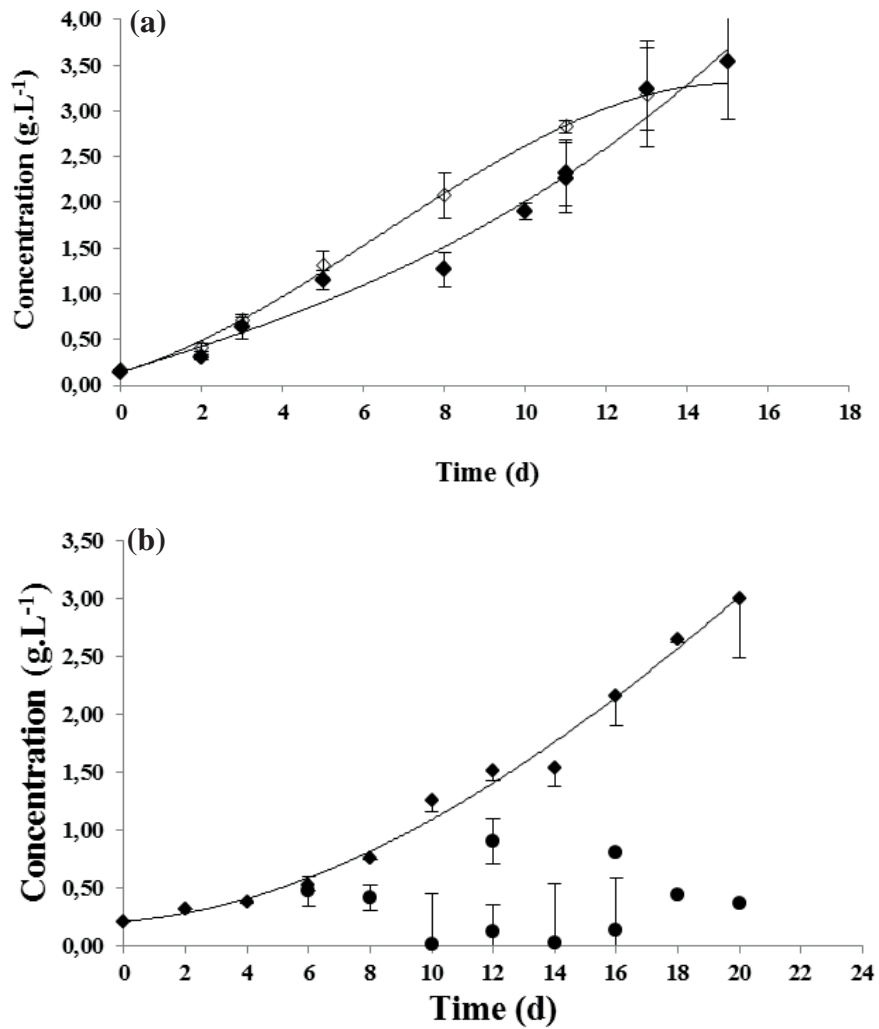 (a)
Concentration (g.L-1)
4,00
3,50
3,00
2,50
2,00
1,50
1,00
0,50
0,00
0 2 4 6 8 10 12 14 16 18
Time (d)
(b)
Concentration (g.L-1)
3,50
3,00
2,50
2,00
1,50
1,00
0,50
0,00
0 2 4 6 8 10 12 14 16 18 20 22 24
Time (d)